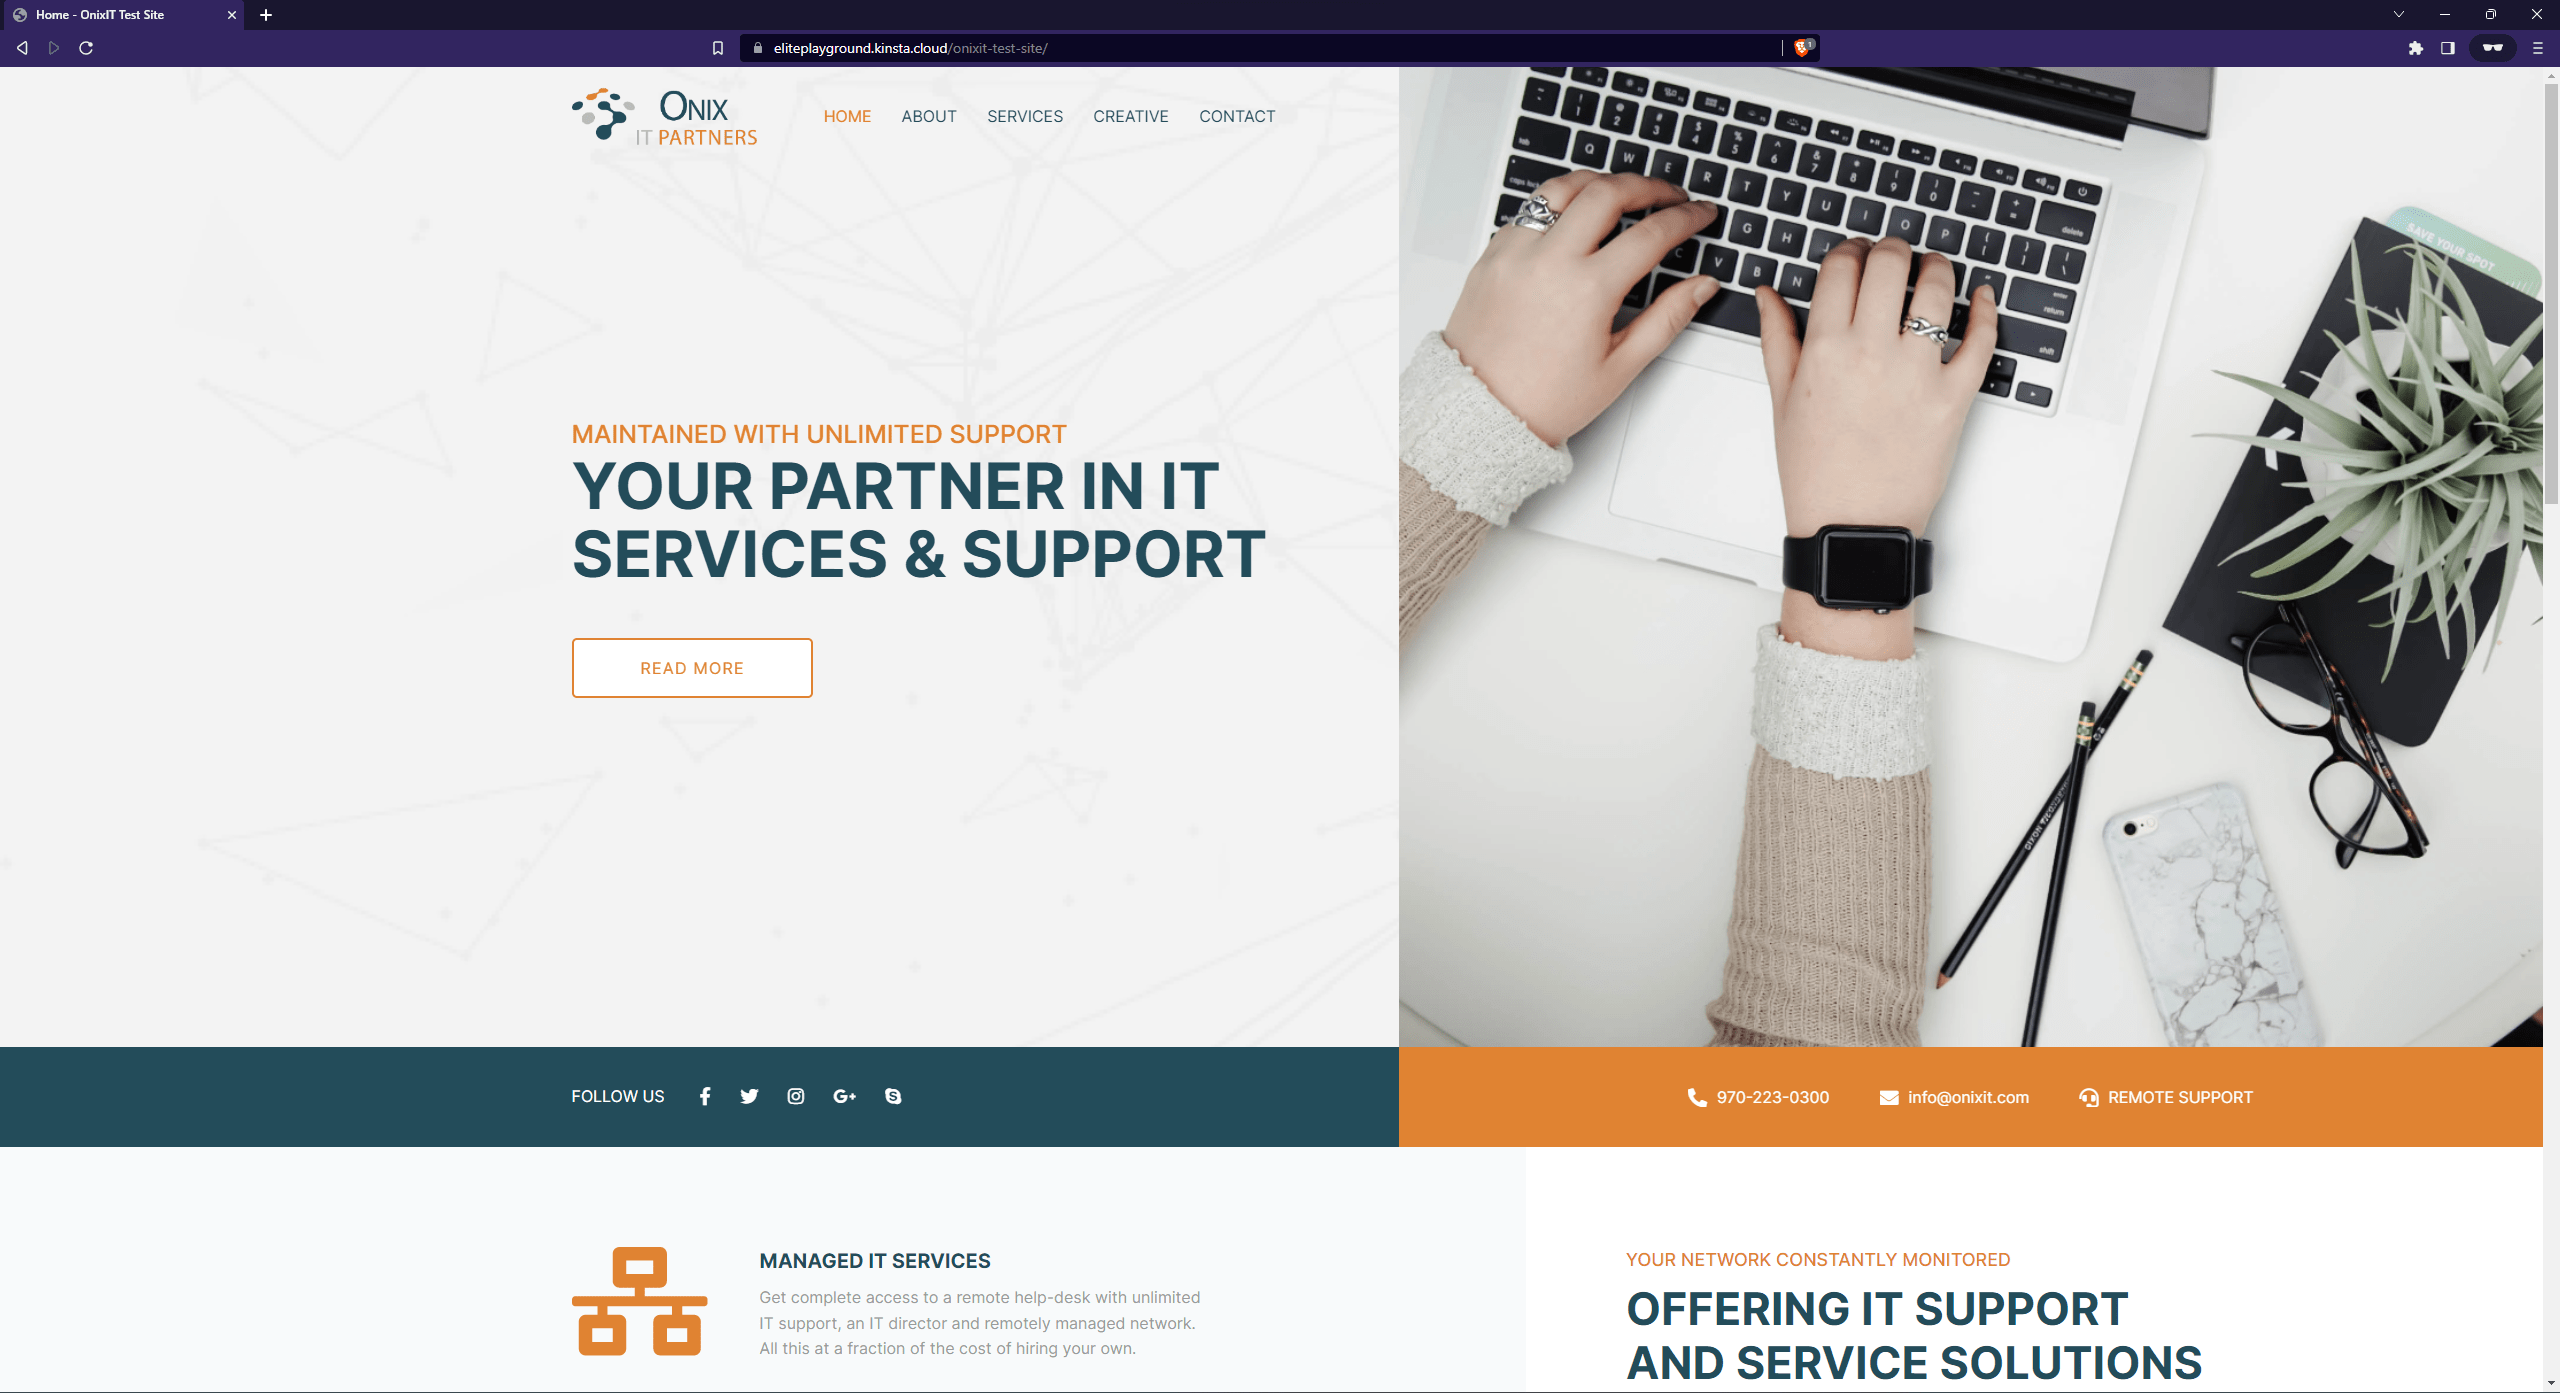 Home - OnixIT Test Site
eliteplayground.kinsta.cloud/onixit-test-site/
ONIX
IT PARTNERS
HOME
ABOUT
SERVICES
CREATIVE
CONTACT
SAVE YOUR SPOT
MAINTAINED WITH UNLIMITED SUPPORT
YOUR PARTNER IN IT
SERVICES & SUPPORT
READ MORE
FOLLOW US
970-223-0300
info@onixit.com
REMOTE SUPPORT
MANAGED IT SERVICES
Get complete access to a remote help-desk with unlimited
IT support, an IT director and remotely managed network.
All this at a fraction of the cost of hiring your own.
YOUR NETWORK CONSTANTLY MONITORED
OFFERING IT SUPPORT
AND SERVICE SOLUTIONS